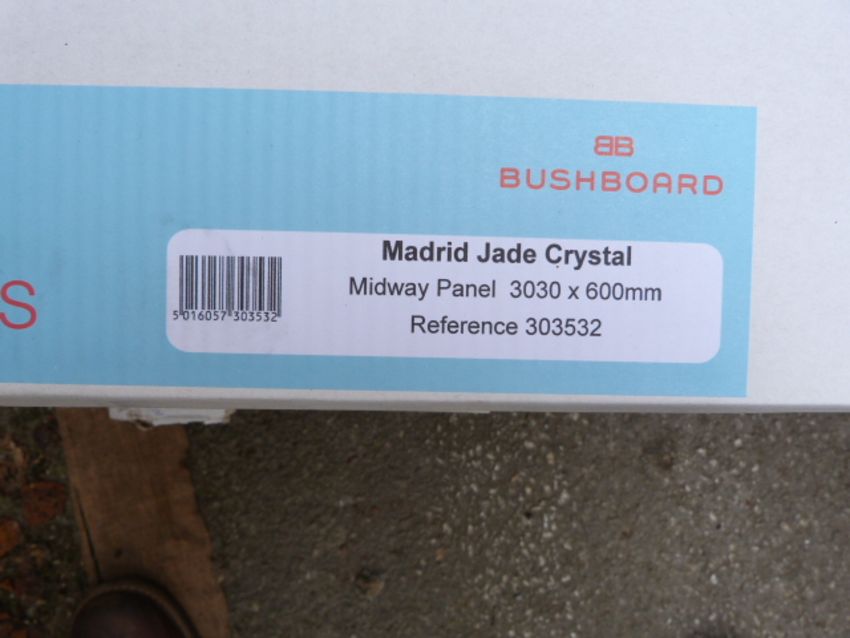 BB
BUSHBOARD
Madrid Jade Crystal
Midway Panel 3030 x 600mm
Reference 303532
5 016057 303532
S